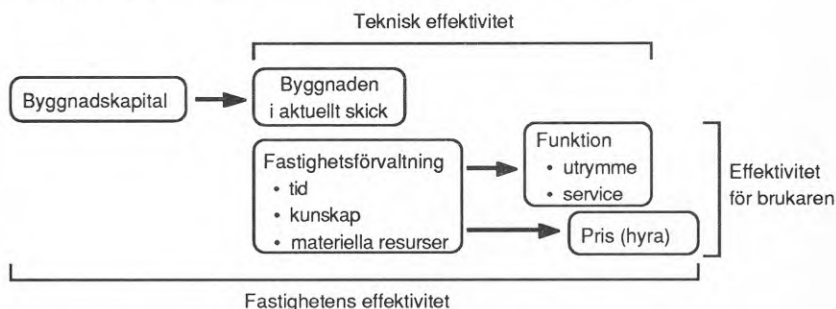 Teknisk effektivitet
Byggnadskapital
Byggnaden
i aktuellt skick
Fastighetsförvaltning
• tid
• kunskap
• materiella resurser
Funktion
• utrymme
• service
Pris (hyra)
Effektivitet
för brukaren
Fastighetens effektivitet